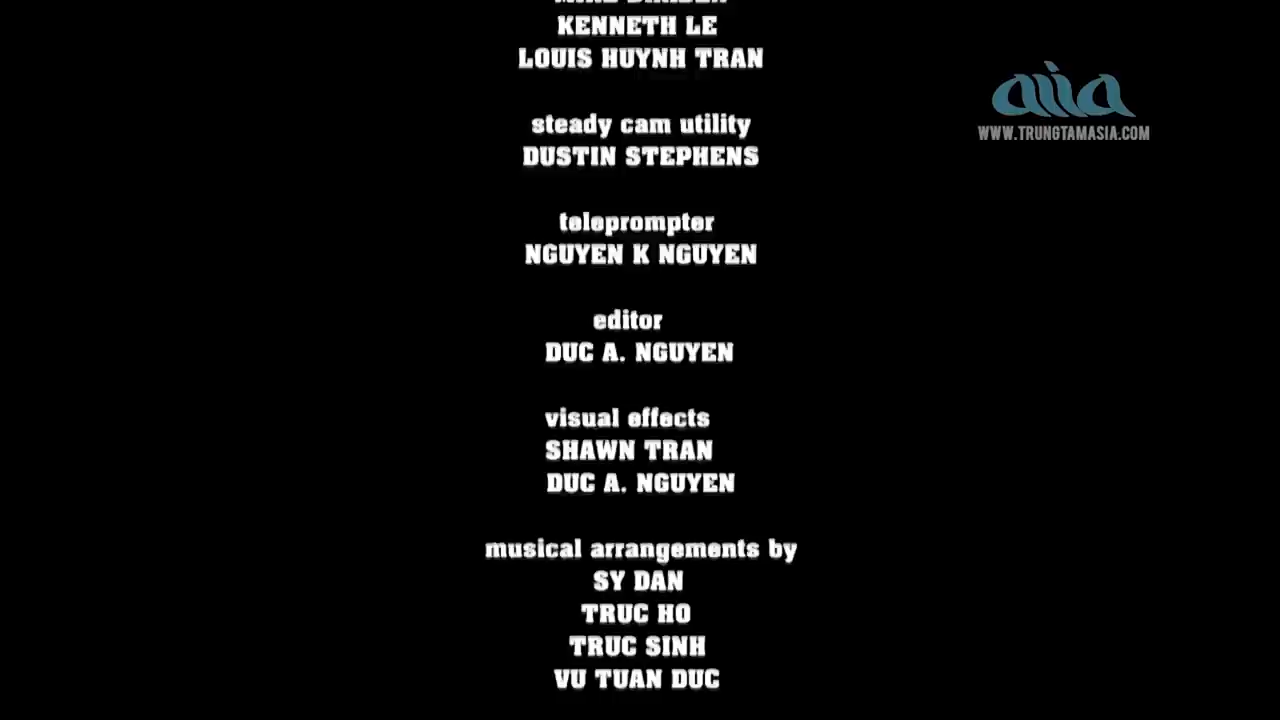 KENNETH LE
LOUIS HUYNH TRAN
asia
WWW.TRUNGTAMASIA.COM
steady cam utility
DUSTIN STEPHENS
teleprompter
NGUYEN K NGUYEN
editor
DUC A. NGUYEN
visual effects
SHAWN TRAN
DUC A. NGUYEN
musical arrangements by
SY DAN
TRUC HO
TRUC SINH
VU TUAN DUC